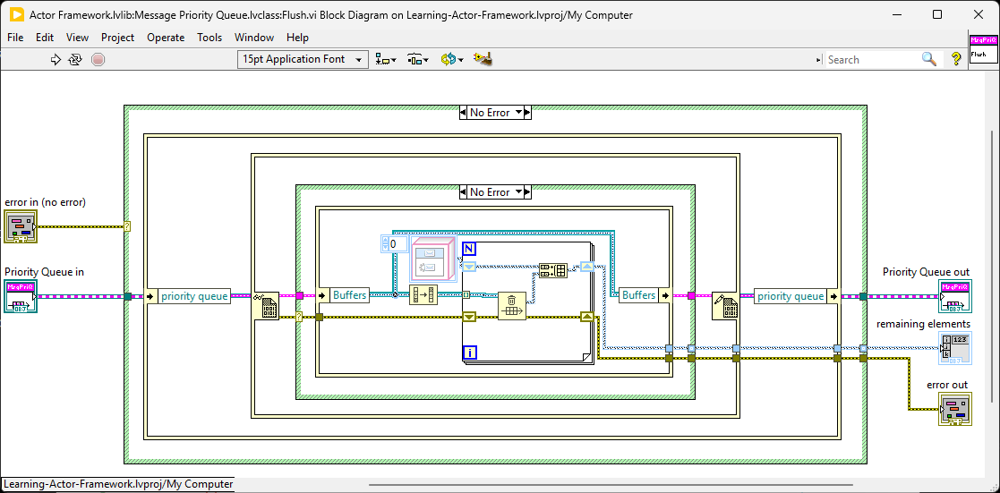 Actor Framework.lvlib:Message Priority Queue.lvclass:Flush.vi Block Diagram on Learning-Actor-Framework.lvproj/My Computer
File Edit View Project Operate Tools Window Help
15pt Application Font
Search
?
MsgPriQ
Flush
No Error
No Error
error in (no error)
?
0
N
Priority Queue in
MsgPriQ
OBJ
priority queue
Buffers
?
i
Buffers
priority queue
Priority Queue out
MsgPriQ
OBJ
remaining elements
123
OBJ
error out
Learning-Actor-Framework.lvproj/My Computer